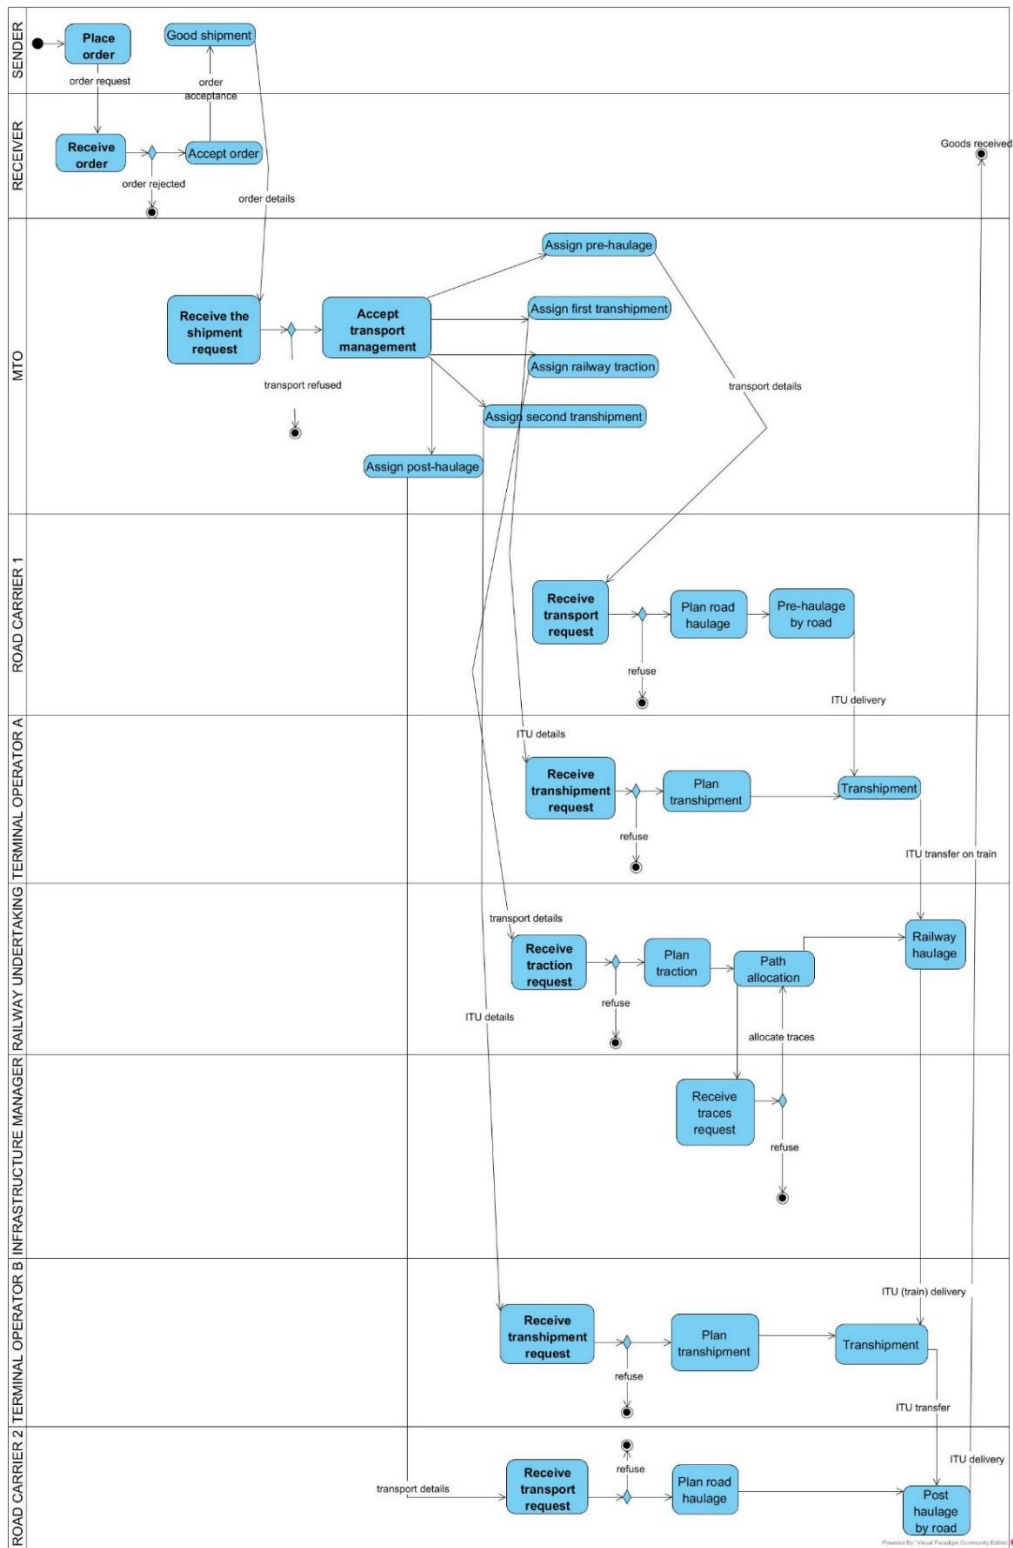 SENDER
Place
order
Good shipment
order request
order
acceptance
RECEIVER
Receive
order
Accept order
Goods received
order rejected
order details
MTO
Assign pre-haulage
Receive the
shipment
request
Accept
transport
management
Assign first transhipment
Assign railway traction
transport refused
transport details
Assign second transhipment
Assign post-haulage
ROAD CARRIER 1
Receive
transport
request
Plan road
haulage
Pre-haulage
by road
refuse
ITU delivery
TERMINAL OPERATOR A
ITU details
Receive
transhipment
request
Plan
transhipment
Transhipment
refuse
ITU transfer on train
RAILWAY UNDERTAKING
transport details
Receive
traction
request
Plan
traction
Path
allocation
Railway
haulage
refuse
ITU details
allocate traces
INFRASTRUCTURE MANAGER
Receive
traces
request
refuse
TERMINAL OPERATOR B
ITU (train) delivery
Receive
transhipment
request
Plan
transhipment
Transhipment
refuse
ITU transfer
ROAD CARRIER 2
transport details
Receive
transport
request
refuse
Plan road
haulage
ITU delivery
Post
haulage
by road
Powered By: Visual Paradigm Community Edition